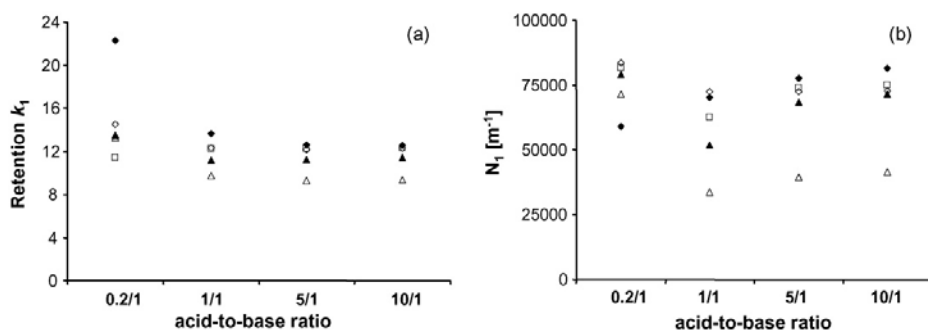 (a)
Retention k₁
24
20
16
12
8
4
0
0.2/1 1/1 5/1 10/1
acid-to-base ratio
(b)
N₁ [m⁻¹]
100000
75000
50000
25000
0
0.2/1 1/1 5/1 10/1
acid-to-base ratio